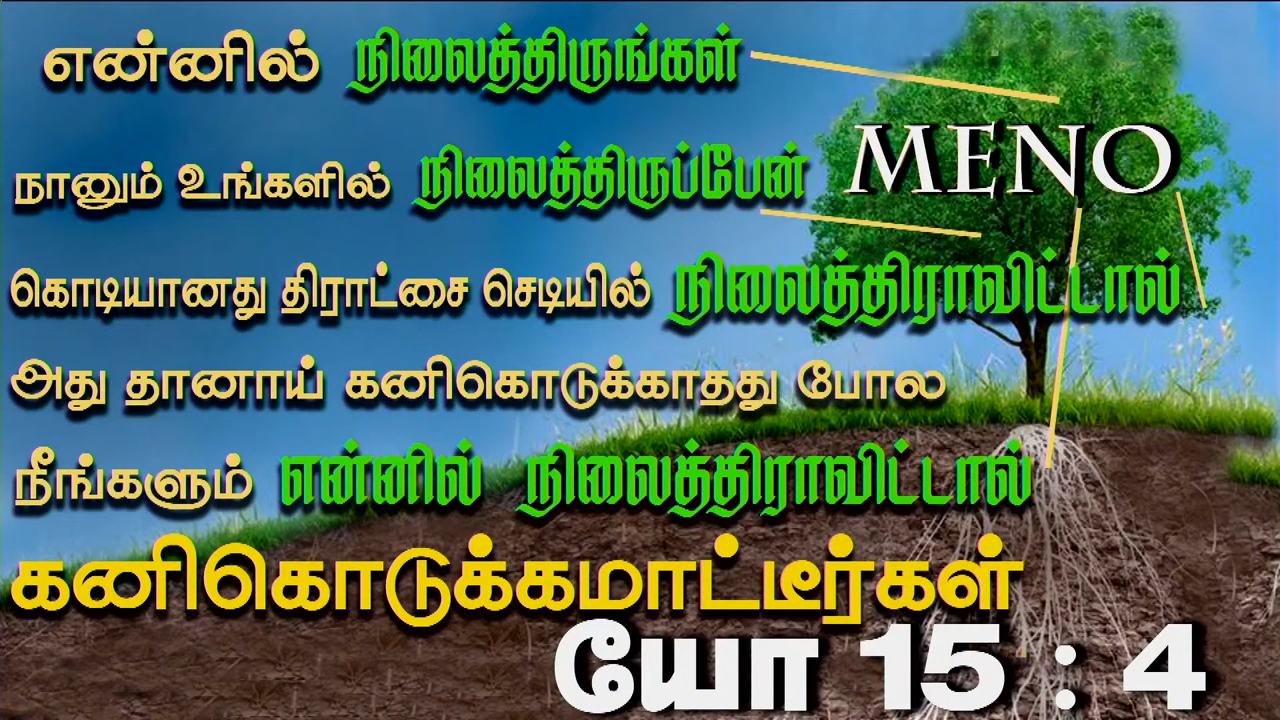 என்னில் நிலைத்திருங்கள்
MENO
நானும் உங்களில் நிலைத்திருப்பேன்
கொடியானது திராட்சை செடியில் நிலைத்திராவிட்டால்
அது தானாய் கனிகொடுக்காதது போல
நீங்களும் என்னில் நிலைத்திராவிட்டால்
கனிகொடுக்கமாட்டீர்கள்
யோ 15 : 4